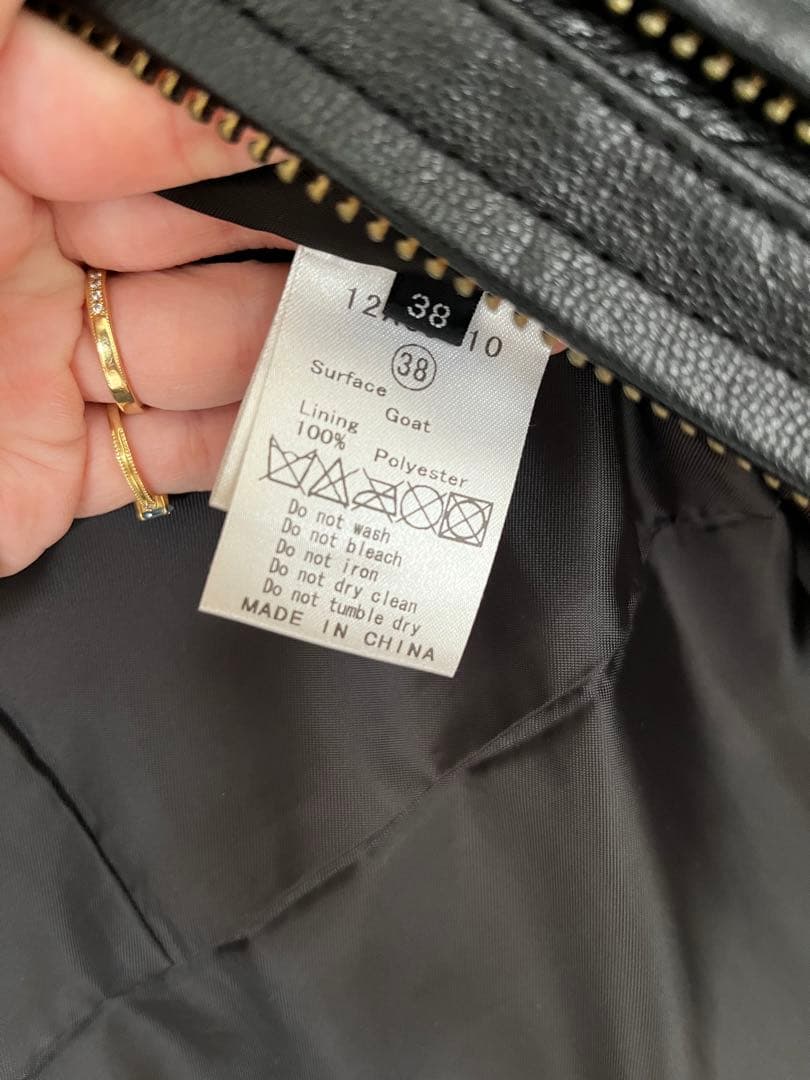 38
10
38
Surface
Goat
Lining
100% Polyester
Do not wash
Do not bleach
Do not iron
Do not dry clean
Do not tumble dry
MADE IN CHINA